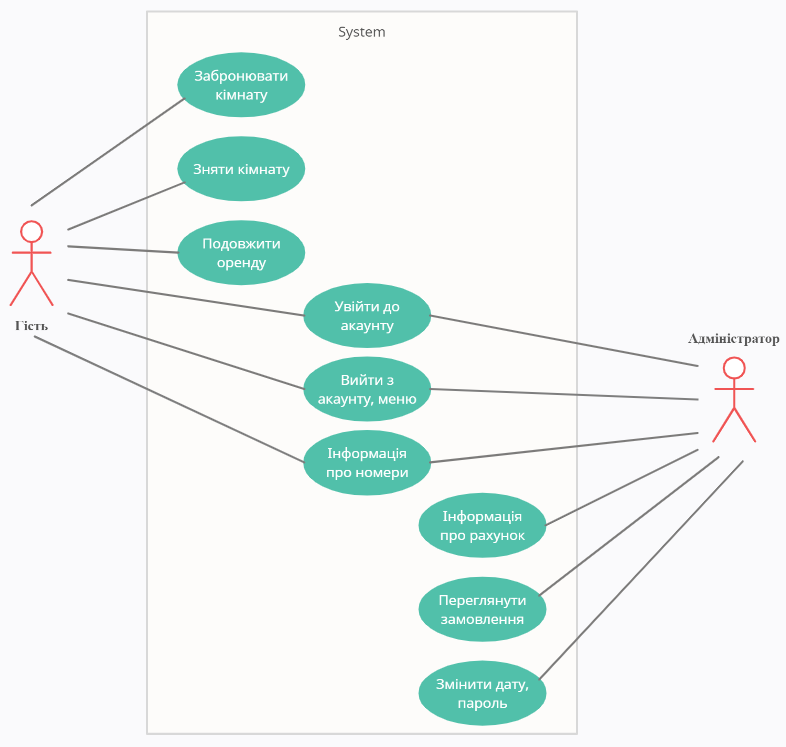 System
Забронювати
кімнату
Зняти кімнату
Подовжити
оренду
Увійти до
акаунту
Гість
Адміністратор
Вийти з
акаунту, меню
Інформація
про номери
Інформація
про рахунок
Переглянути
замовлення
Змінити дату,
пароль